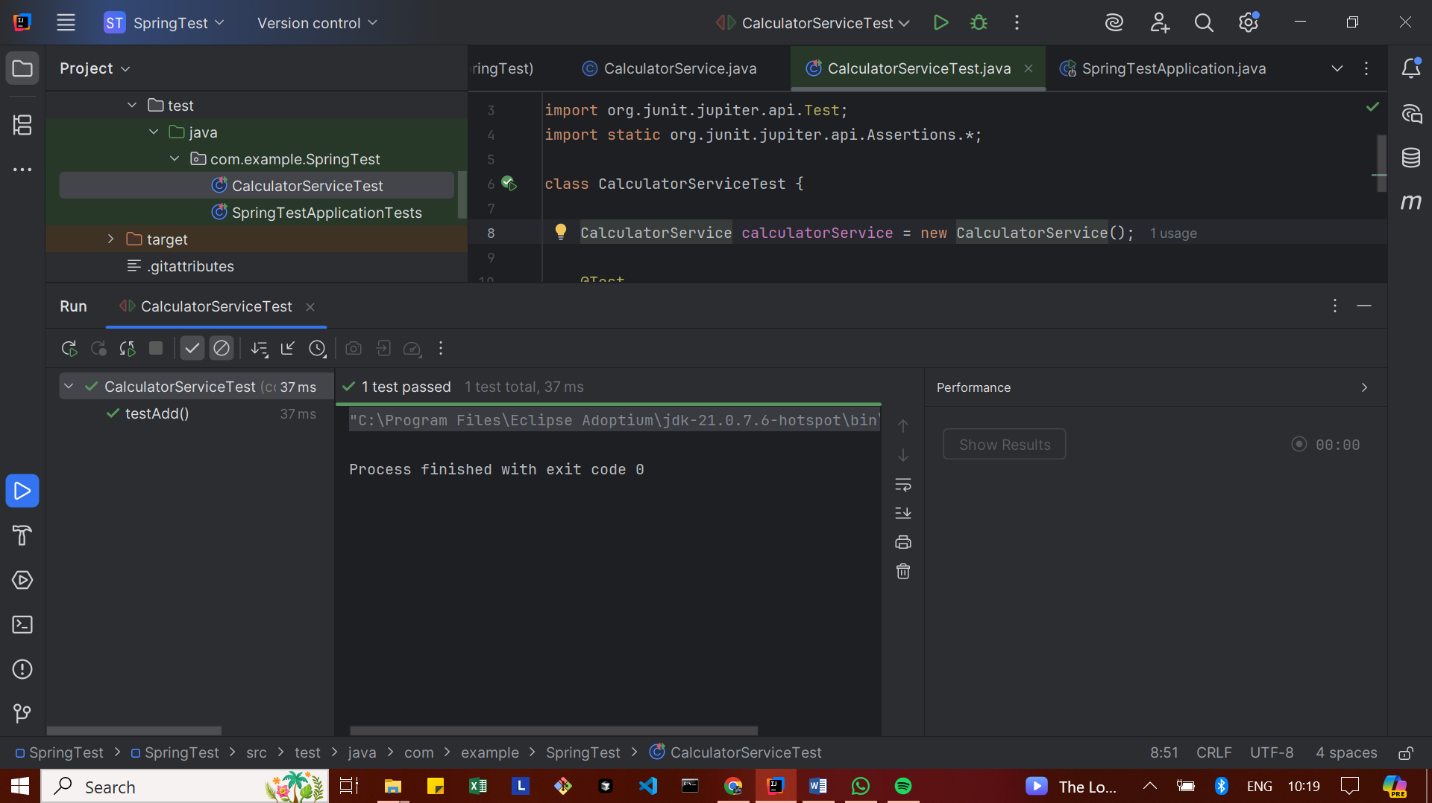 ST SpringTest Version control CalculatorServiceTest
Project
ringTest) CalculatorService.java CalculatorServiceTest.java SpringTestApplication.java
test
java
com.example.SpringTest
CalculatorServiceTest
SpringTestApplicationTests
target
.gitattributes
3 import org.junit.jupiter.api.Test;
4 import static org.junit.jupiter.api.Assertions.*;
5
6 class CalculatorServiceTest {
7
8 CalculatorService calculatorService = new CalculatorService(); 1 usage
9
10 @Test
Run CalculatorServiceTest
CalculatorServiceTest (co 37 ms
testAdd() 37 ms
1 test passed 1 test total, 37 ms
"C:\Program Files\Eclipse Adoptium\jdk-21.0.7.6-hotspot\bin\
Process finished with exit code 0
Performance
Show Results 00:00
SpringTest > SpringTest > src > test > java > com > example > SpringTest > CalculatorServiceTest 8:51 CRLF UTF-8 4 spaces
Search The Lo... ENG 10:19 PRE